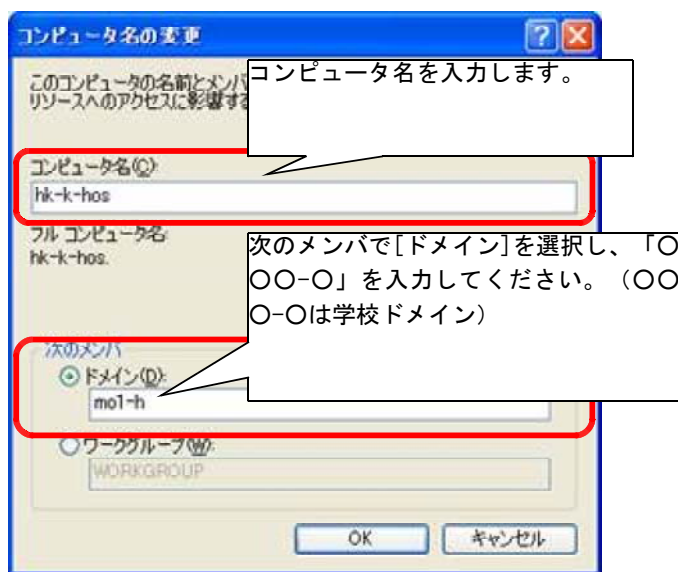 コンピュータ名の変更
このコンピュータの名前とメンバ
リソースへのアクセスに影響する
コンピュータ名を入力します。
コンピュータ名(C):
hk-k-hos
フル コンピュータ名:
hk-k-hos.
次のメンバで[ドメイン]を選択し、「〇
〇〇-〇」を入力してください。（〇〇
〇-〇は学校ドメイン）
次のメンバ
ドメイン(D):
mo1-h
ワークグループ(W):
WORKGROUP
OK
キャンセル